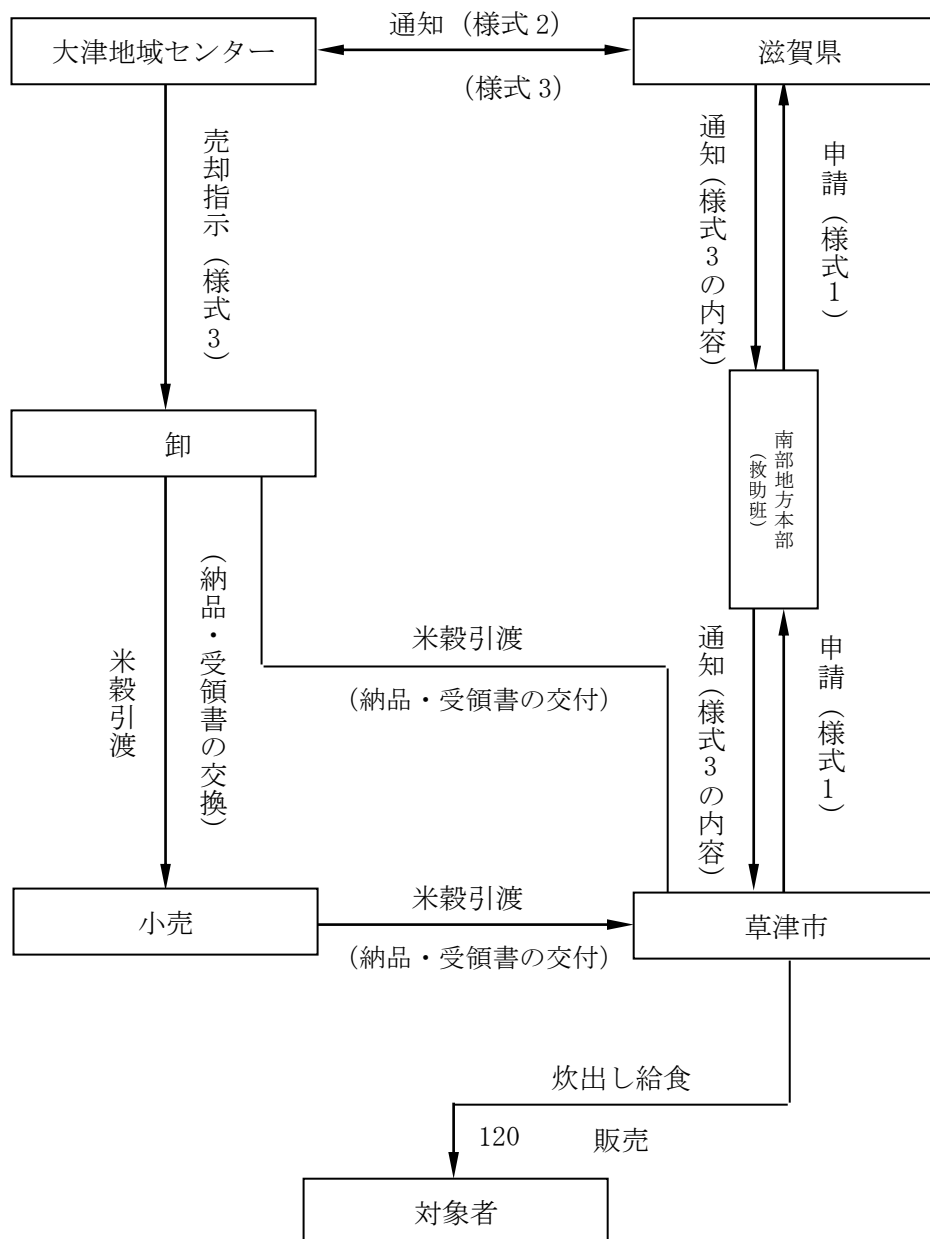 大津地域センター
通知（様式 2）
（様式 3）
滋賀県
売却指示（様式3）
通知（様式3の内容）
申請（様式1）
卸
南部地方本部
（救助班）
米穀引渡
（納品・受領書の交換）
米穀引渡
（納品・受領書の交付）
通知（様式3の内容）
申請（様式1）
小売
米穀引渡
（納品・受領書の交付）
草津市
炊出し給食
120　　販売
対象者